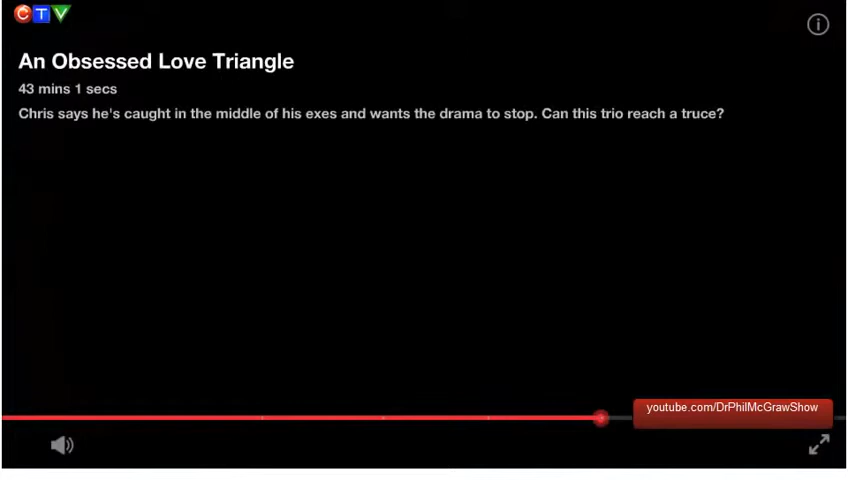 CTV
An Obsessed Love Triangle
43 mins 1 secs
Chris says he's caught in the middle of his exes and wants the drama to stop. Can this trio reach a truce?
youtube.com/DrPhilMcGrawShow